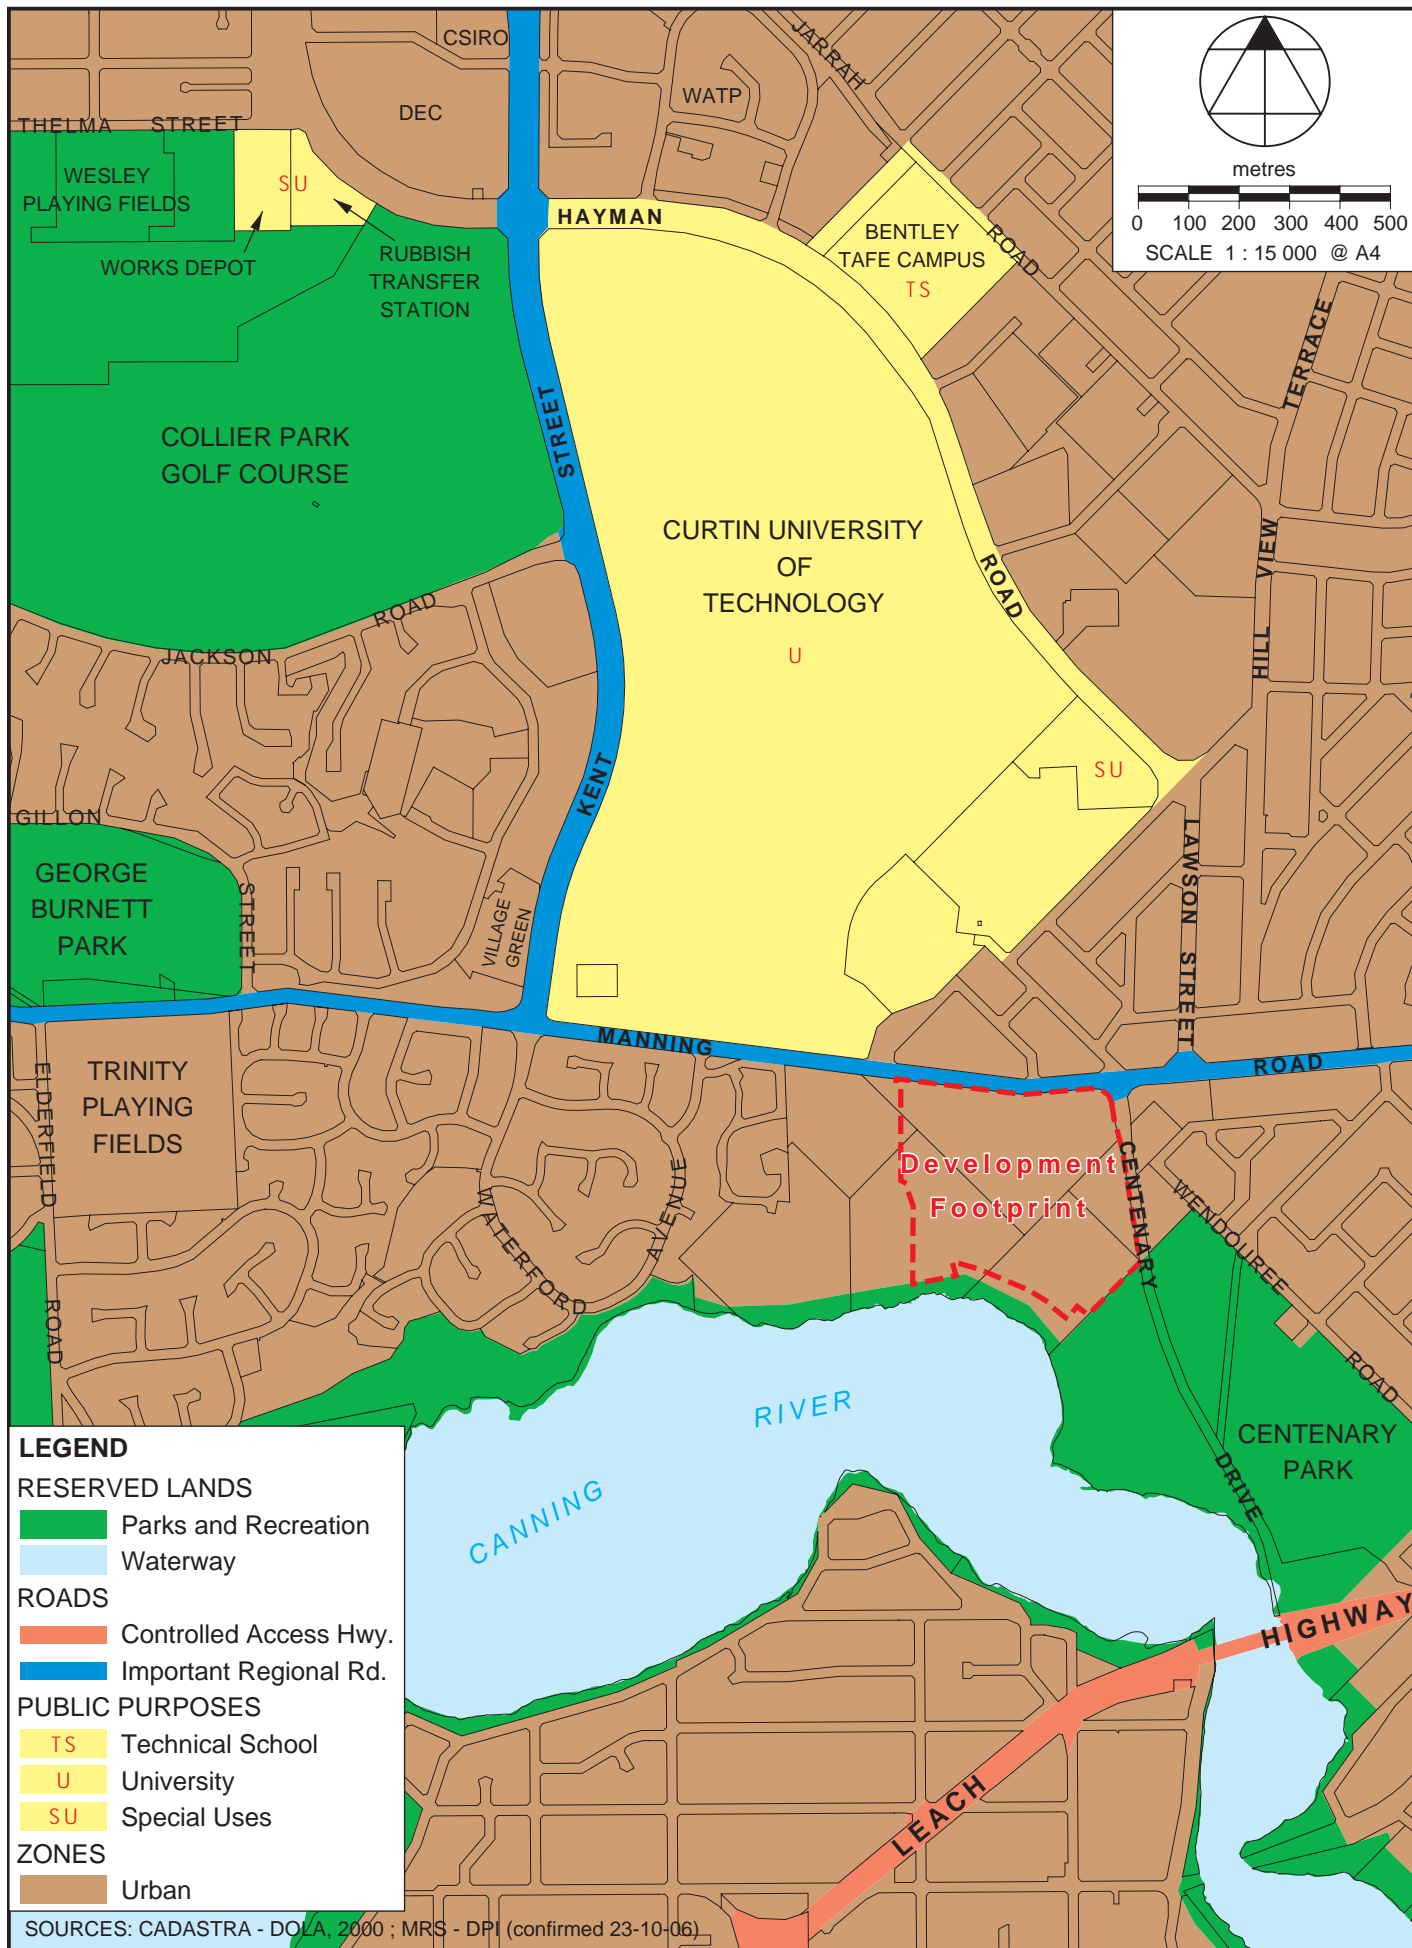 CSIRO
JARRAH
WATP
DEC
THELMA STREET
WESLEY
PLAYING FIELDS
SU
WORKS DEPOT
RUBBISH
TRANSFER
STATION
HAYMAN
BENTLEY
TAFE CAMPUS
TS
ROAD
metres
0 100 200 300 400 500
SCALE 1 : 15 000 @ A4
TERRACE
STREET
COLLIER PARK
GOLF COURSE
CURTIN UNIVERSITY
OF
TECHNOLOGY
U
ROAD
VIEW
HILL
ROAD
JACKSON
KENT
SU
GILLON
GEORGE
BURNETT
PARK
STREET
VILLAGE
GREEN
LAWSON STREET
MANNING
ROAD
ELDERFIELD
TRINITY
PLAYING
FIELDS
WATERFORD
AVENUE
Development
Footprint
CENTENARY
WENDOUREE
ROAD
ROAD
RIVER
CANNING
CENTENARY
PARK
DRIVE
HIGHWAY
LEACH
LEGEND
RESERVED LANDS
Parks and Recreation
Waterway
ROADS
Controlled Access Hwy.
Important Regional Rd.
PUBLIC PURPOSES
TS Technical School
U University
SU Special Uses
ZONES
Urban
SOURCES: CADASTRA - DOLA, 2000 ; MRS - DPI (confirmed 23-10-06)